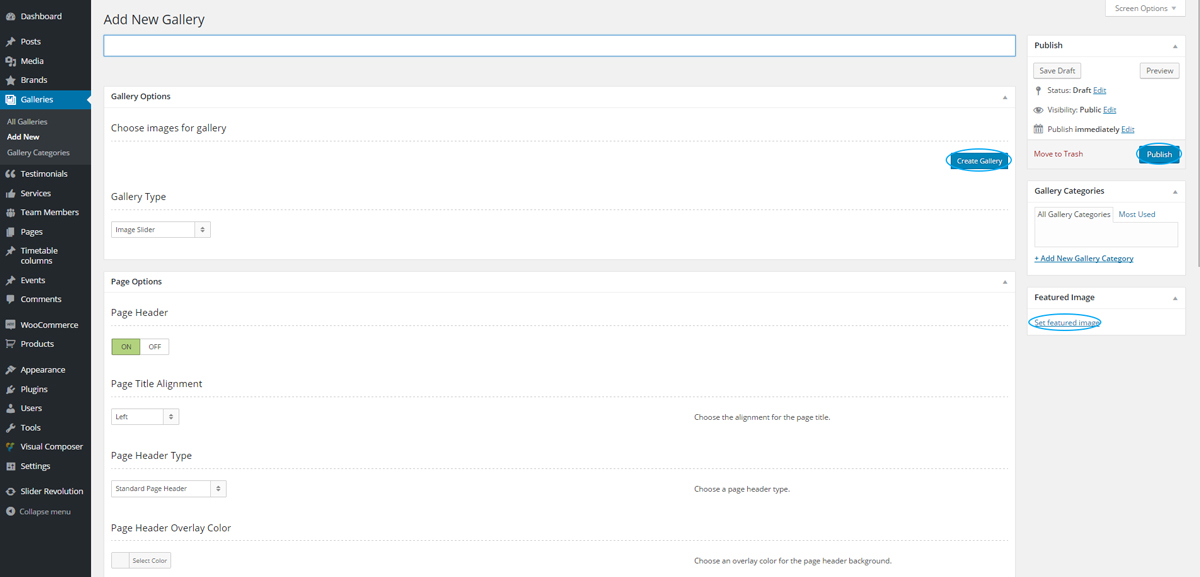 Dashboard
Posts
Media
Brands
Galleries
All Galleries
Add New
Gallery Categories
Testimonials
Services
Team Members
Pages
Timetable
columns
Events
Comments
WooCommerce
Products
Appearance
Plugins
Users
Tools
Visual Composer
Settings
Slider Revolution
Collapse menu
Screen Options
Add New Gallery
Gallery Options
Choose images for gallery
Create Gallery
Gallery Type
Image Slider
Page Options
Page Header
ON OFF
Page Title Alignment
Left
Choose the alignment for the page title.
Page Header Type
Standard Page Header
Choose a page header type.
Page Header Overlay Color
Select Color
Choose an overlay color for the page header background.
Publish
Save Draft Preview
Status: Draft Edit
Visibility: Public Edit
Publish immediately Edit
Move to Trash Publish
Gallery Categories
All Gallery Categories Most Used
+ Add New Gallery Category
Featured Image
Set featured image